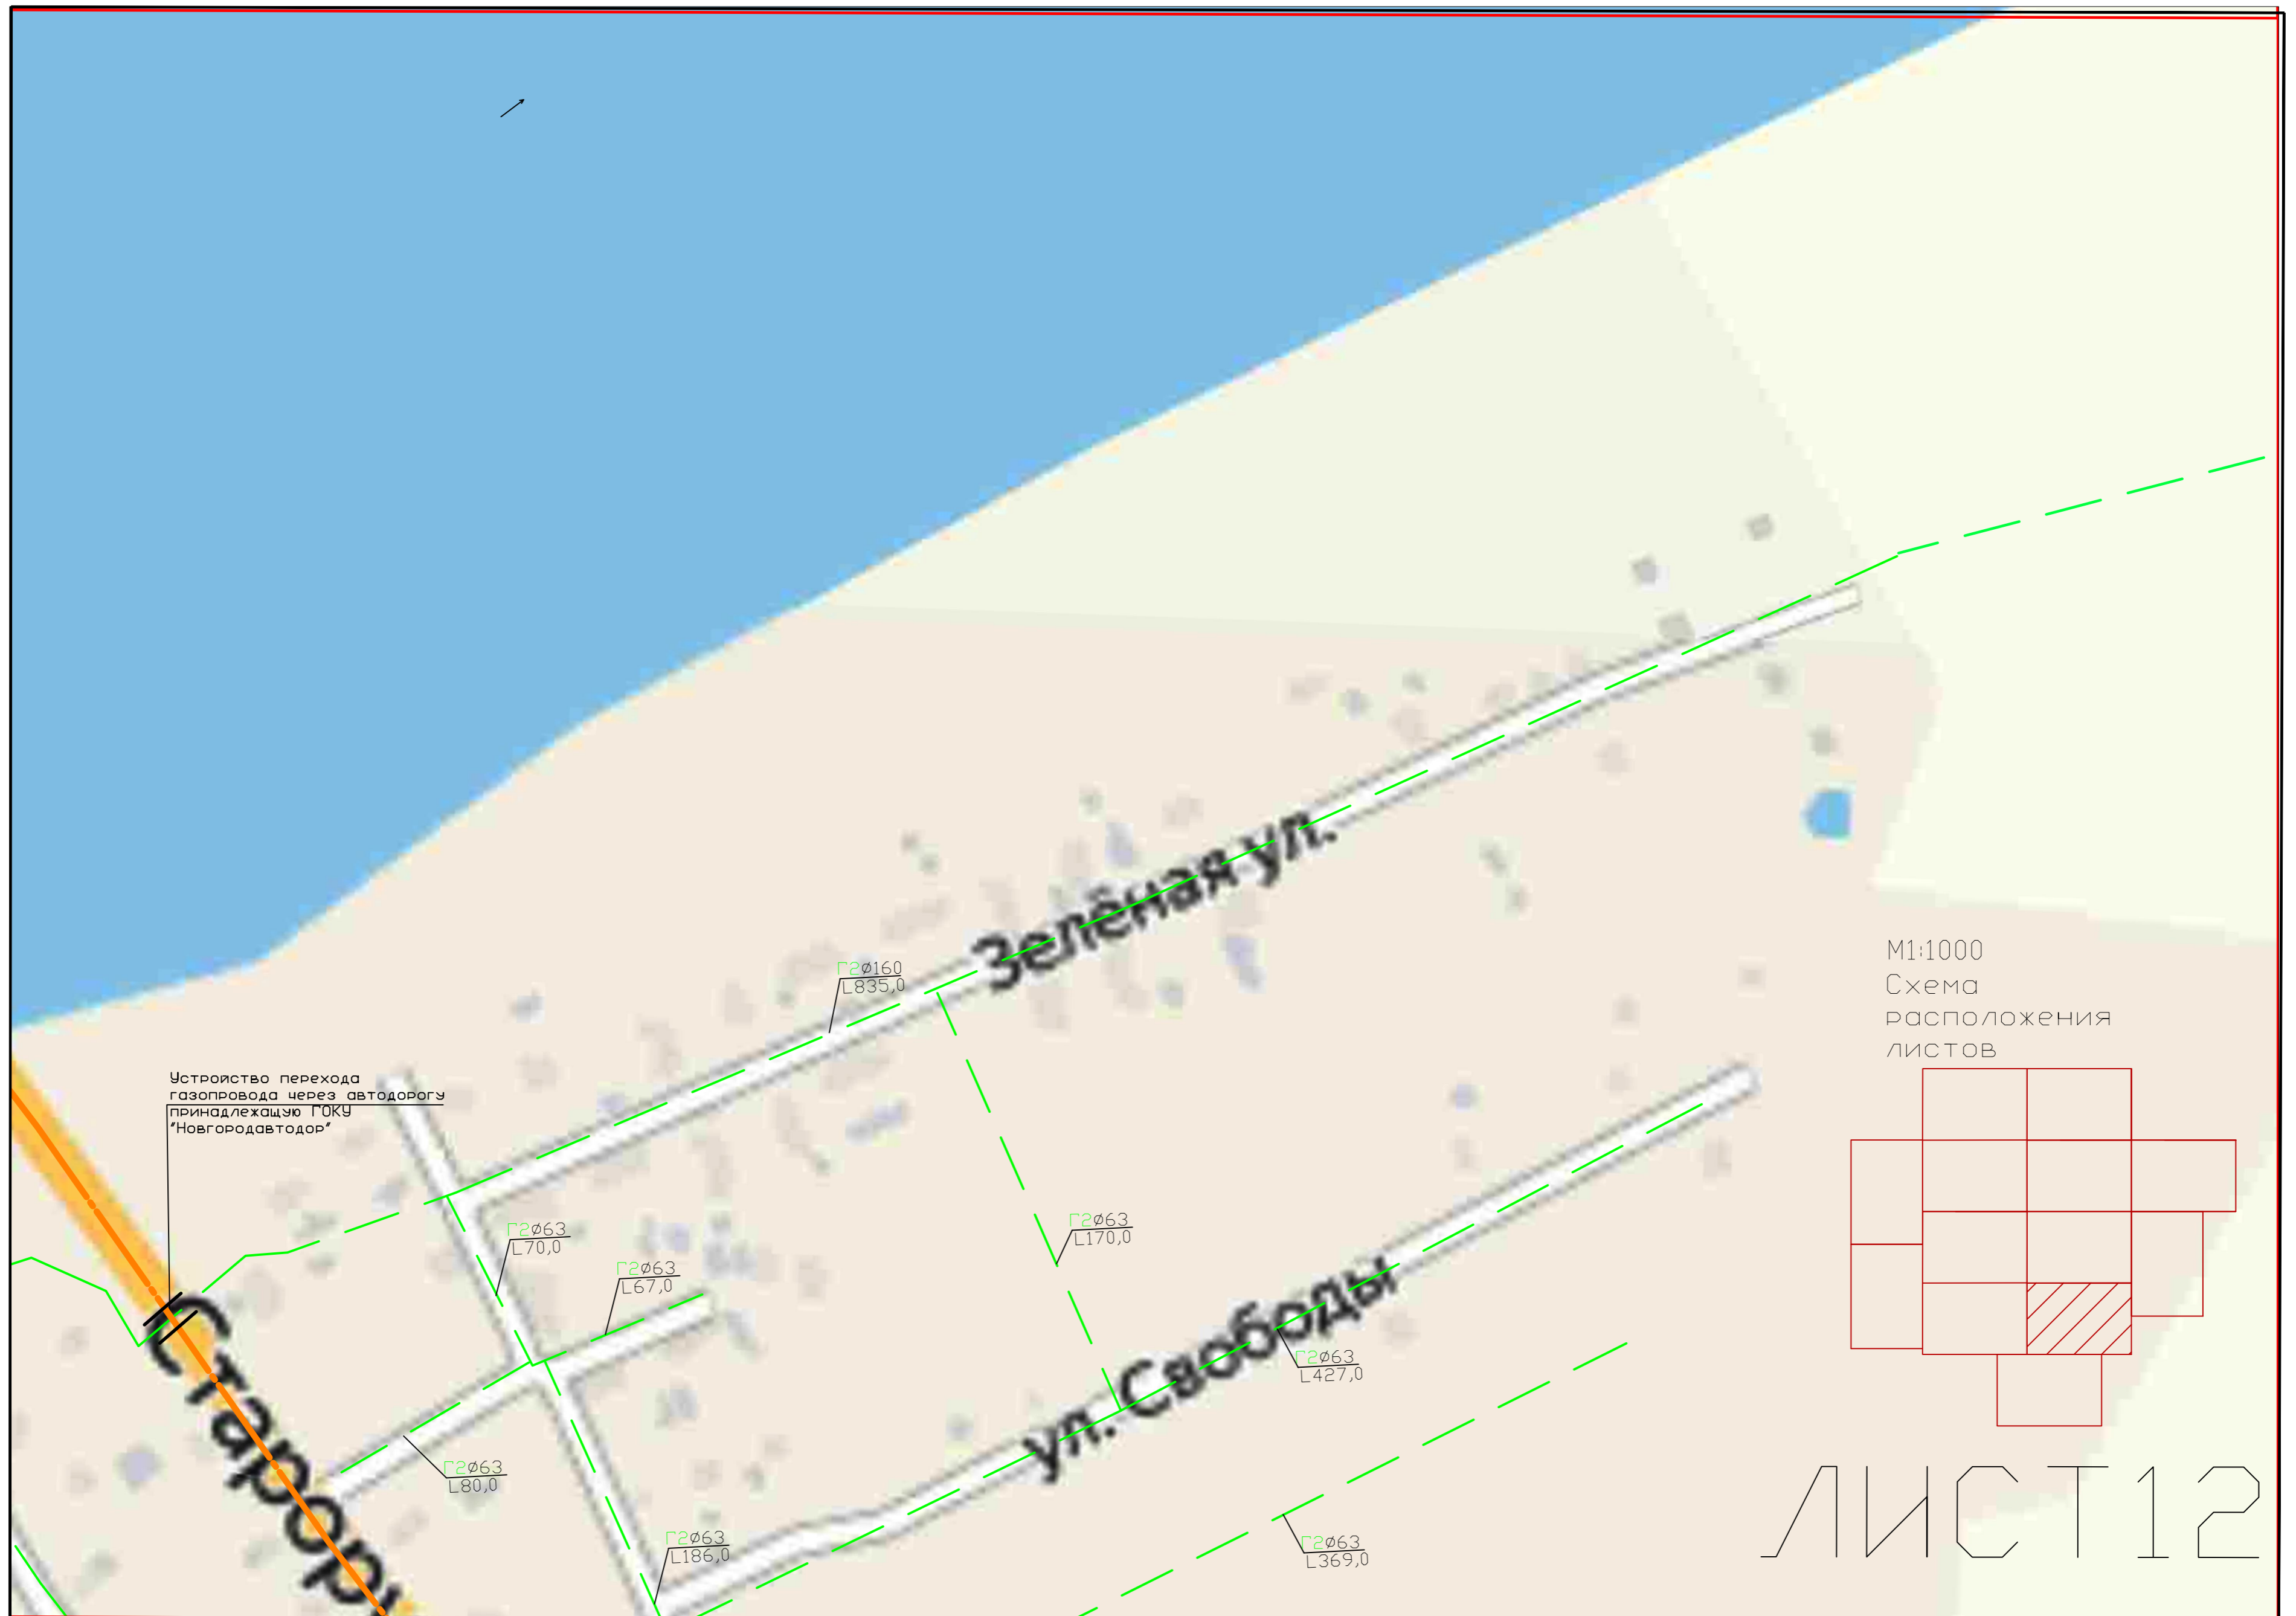 Зелёная ул.
Г2Ø160
L835,0
М1:1000
Схема
расположения
листов
Устройство перехода
газопровода через автодорогу
принадлежащую ГОКУ
"Новгородавтодор"
Г2Ø63
L70,0
Г2Ø63
L170,0
Г2Ø63
L67,0
ул. Свободы
Г2Ø63
L427,0
Г2Ø63
L80,0
Г2Ø63
L186,0
Г2Ø63
L369,0
ЛИСТ12